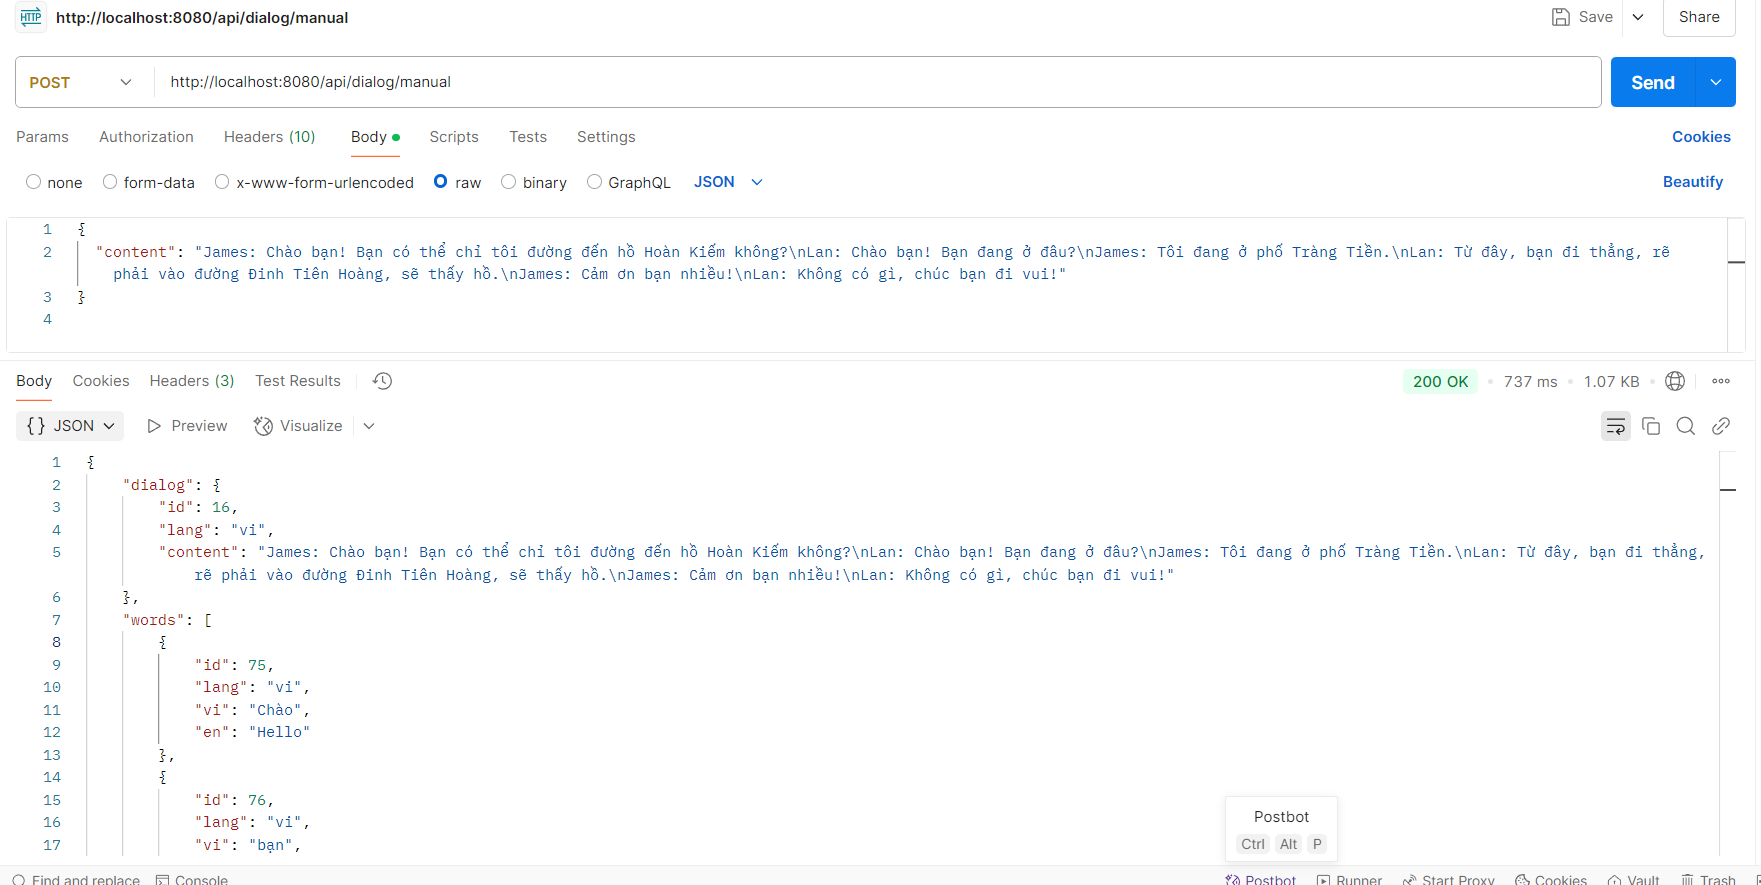 HTTP http://localhost:8080/api/dialog/manual Save Share
POST http://localhost:8080/api/dialog/manual Send
Params Authorization Headers (10) Body Scripts Tests Settings Cookies
none form-data x-www-form-urlencoded raw binary GraphQL JSON Beautify
1 {
2 "content": "James: Chào bạn! Bạn có thể chỉ tôi đường đến hồ Hoàn Kiếm không?\nLan: Chào bạn! Bạn đang ở đâu?\nJames: Tôi đang ở phố Tràng Tiền.\nLan: Từ đây, bạn đi thẳng, rẽ
phải vào đường Đinh Tiên Hoàng, sẽ thấy hồ.\nJames: Cảm ơn bạn nhiều!\nLan: Không có gì, chúc bạn đi vui!"
3 }
4
Body Cookies Headers (3) Test Results 200 OK • 737 ms • 1.07 KB
{} JSON Preview Visualize
1 {
2 "dialog": {
3 "id": 16,
4 "lang": "vi",
5 "content": "James: Chào bạn! Bạn có thể chỉ tôi đường đến hồ Hoàn Kiếm không?\nLan: Chào bạn! Bạn đang ở đâu?\nJames: Tôi đang ở phố Tràng Tiền.\nLan: Từ đây, bạn đi thẳng,
rẽ phải vào đường Đinh Tiên Hoàng, sẽ thấy hồ.\nJames: Cảm ơn bạn nhiều!\nLan: Không có gì, chúc bạn đi vui!"
6 },
7 "words": [
8 {
9 "id": 75,
10 "lang": "vi",
11 "vi": "Chào",
12 "en": "Hello"
13 },
14 {
15 "id": 76,
16 "lang": "vi",
17 "vi": "bạn",
Postbot
Ctrl Alt P
Find and replace Console Postbot Runner Start Proxy Cookies Vault Trash